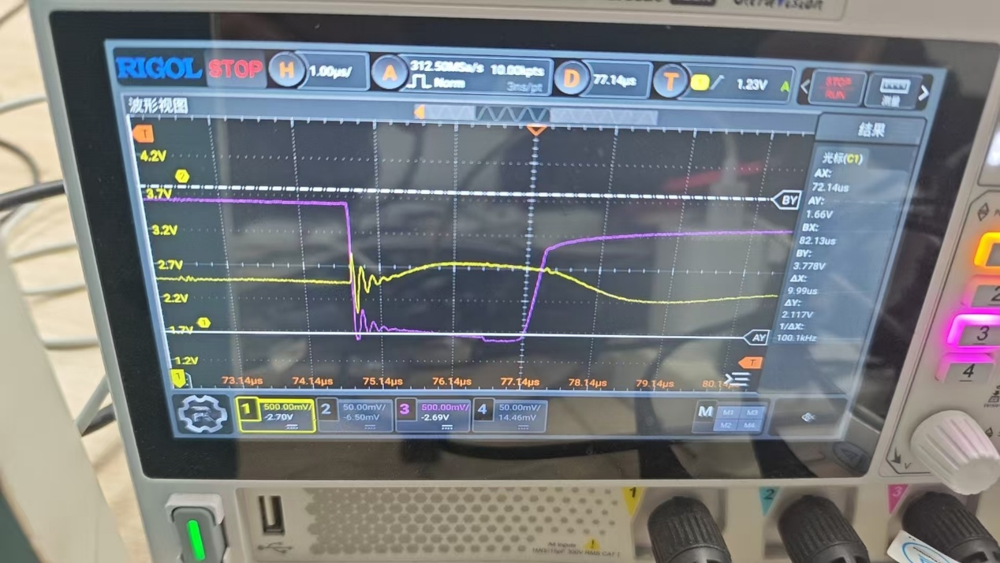 RIGOL STOP H 1.00μs/ A 312.50MSa/s 10.00kpts D 77.14μs T 1.23V A STOP 测量
Norm 3ns/pt RUN
波形视图
结果
T
4.2V
光标(C1)
AX:
72.14us
3.7V
BY
AY:
1.66V
3.2V
BX:
82.13us
BY:
2.7V
3.778V
ΔX:
9.99us
2.2V
ΔY:
2.117V
1
1.7V
1/ΔX:
AY
100.1kHz
1.2V
T
73.14μs 74.14μs 75.14μs 76.14μs 77.14μs 78.14μs 79.14μs
1 500.00mV/ 2 50.00mV/ 3 500.00mV/ 4 50.00mV/ M M1 M3
-2.70V -6.50mV -2.69V 14.46mV M2 M4
2
3
4
V
1 2 3
All Inputs